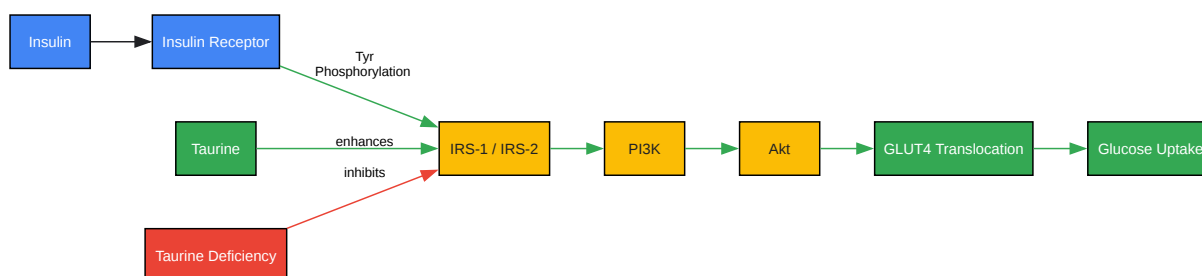 Insulin
Insulin Receptor
Tyr
Phosphorylation
Taurine
enhances
IRS-1 / IRS-2
PI3K
Akt
GLUT4 Translocation
Glucose Uptake
inhibits
Taurine Deficiency